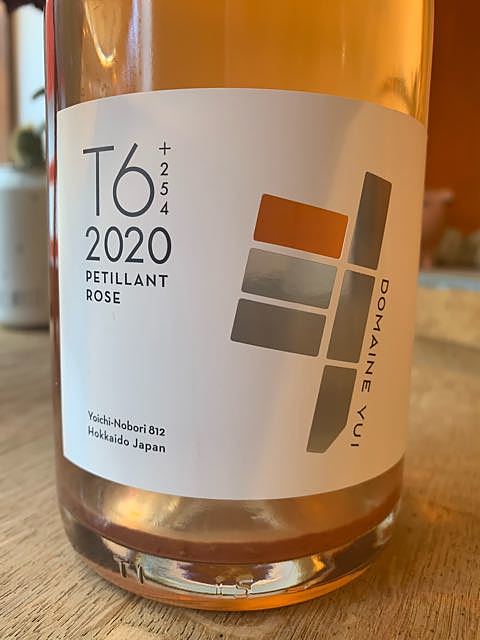 T6
+254
2020
PETILLANT
ROSE
DOMAINE YUI
Yoichi-Nobori 812
Hokkaido Japan